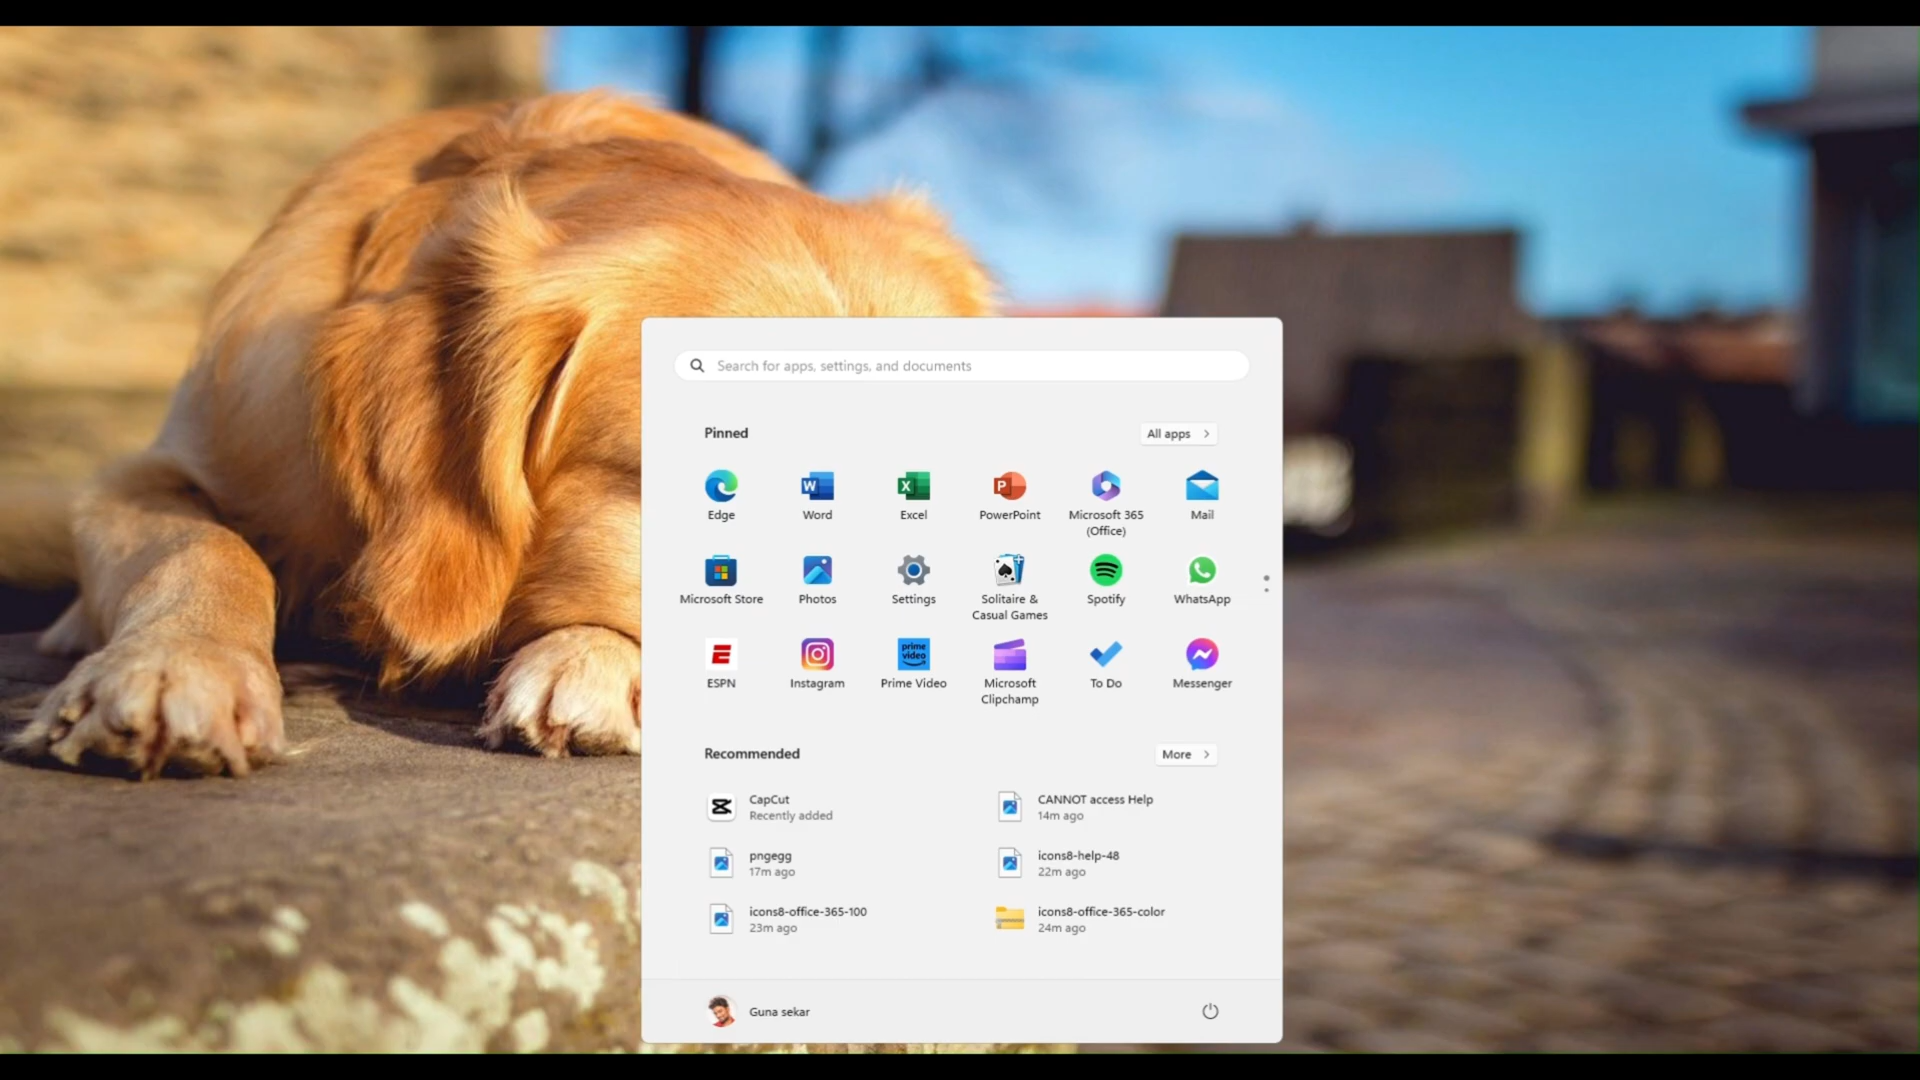 Search for apps, settings, and documents
Pinned
All apps
Edge
Word
Excel
PowerPoint
Microsoft 365
(Office)
Mail
Microsoft Store
Photos
Settings
Solitaire &
Casual Games
Spotify
WhatsApp
prime
video
ESPN
Instagram
Prime Video
Microsoft
Clipchamp
To Do
Messenger
Recommended
More
CapCut
Recently added
CANNOT access Help
14m ago
pngegg
17m ago
icons8-help-48
22m ago
icons8-office-365-100
23m ago
icons8-office-365-color
24m ago
Guna sekar